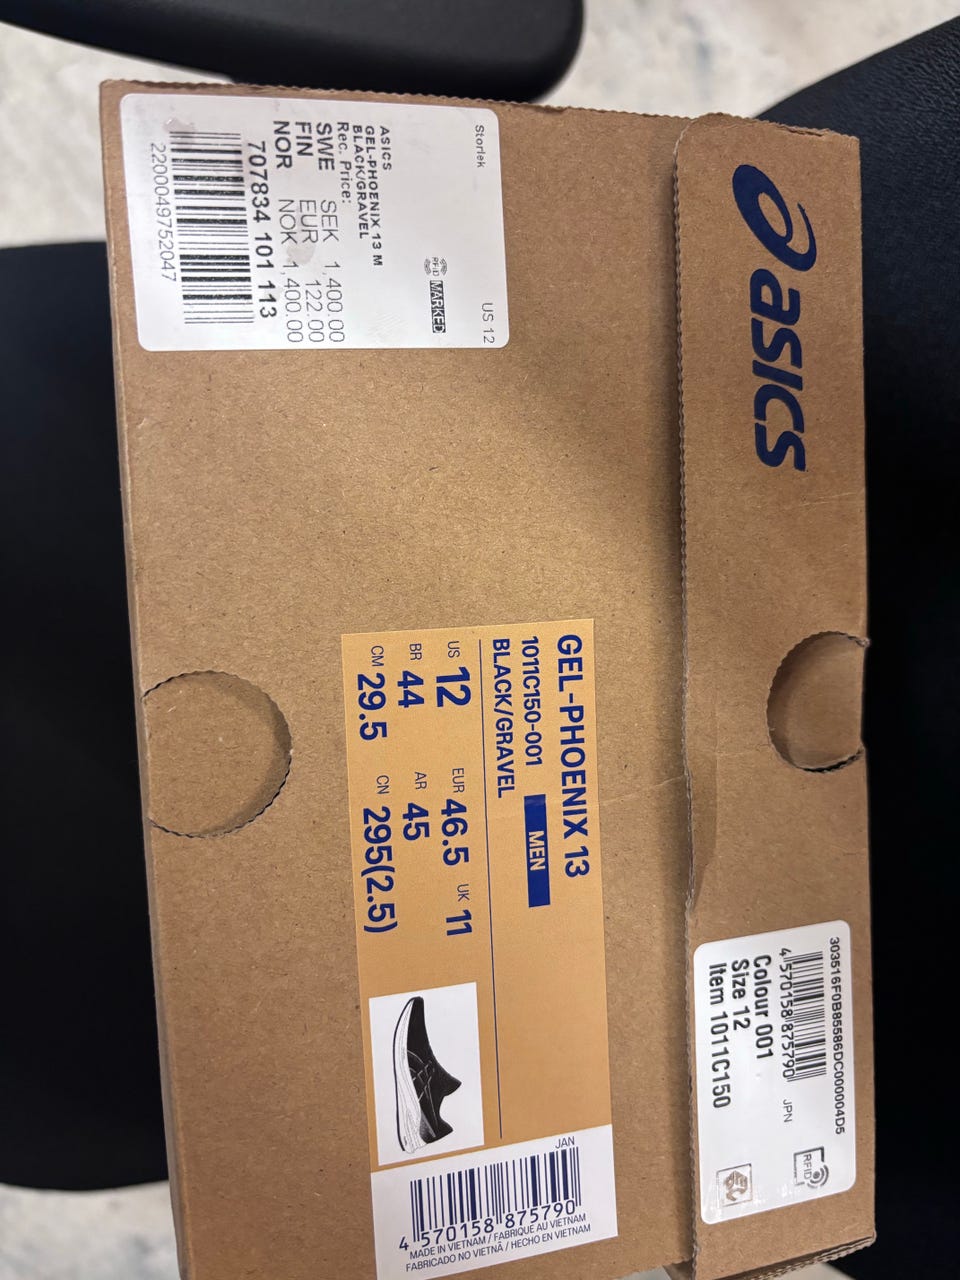 asics
Storlek US 12
RFID MARKED
ASICS
GEL-PHOENIX 13 M
BLACK/GRAVEL
Rec. Price:
SWE SEK 1,400.00
FIN EUR 122.00
NOR NOK 1,400.00
707834 101 113
2200049752047
GEL-PHOENIX 13
1011C150-001 MEN
BLACK/GRAVEL
US 12 EUR 46.5 UK 11
BR 44 AR 45
CM 29.5 CN 295(2.5)
JAN
4 570158 875790
MADE IN VIETNAM / FABRIQUÉ AU VIETNAM
FABRICADO NO VIETNÃ / HECHO EN VIETNAM
303516F0B85586DC000004D5
4 570158 875790 JPN
RFID
Colour 001
Size 12
Item 1011C150